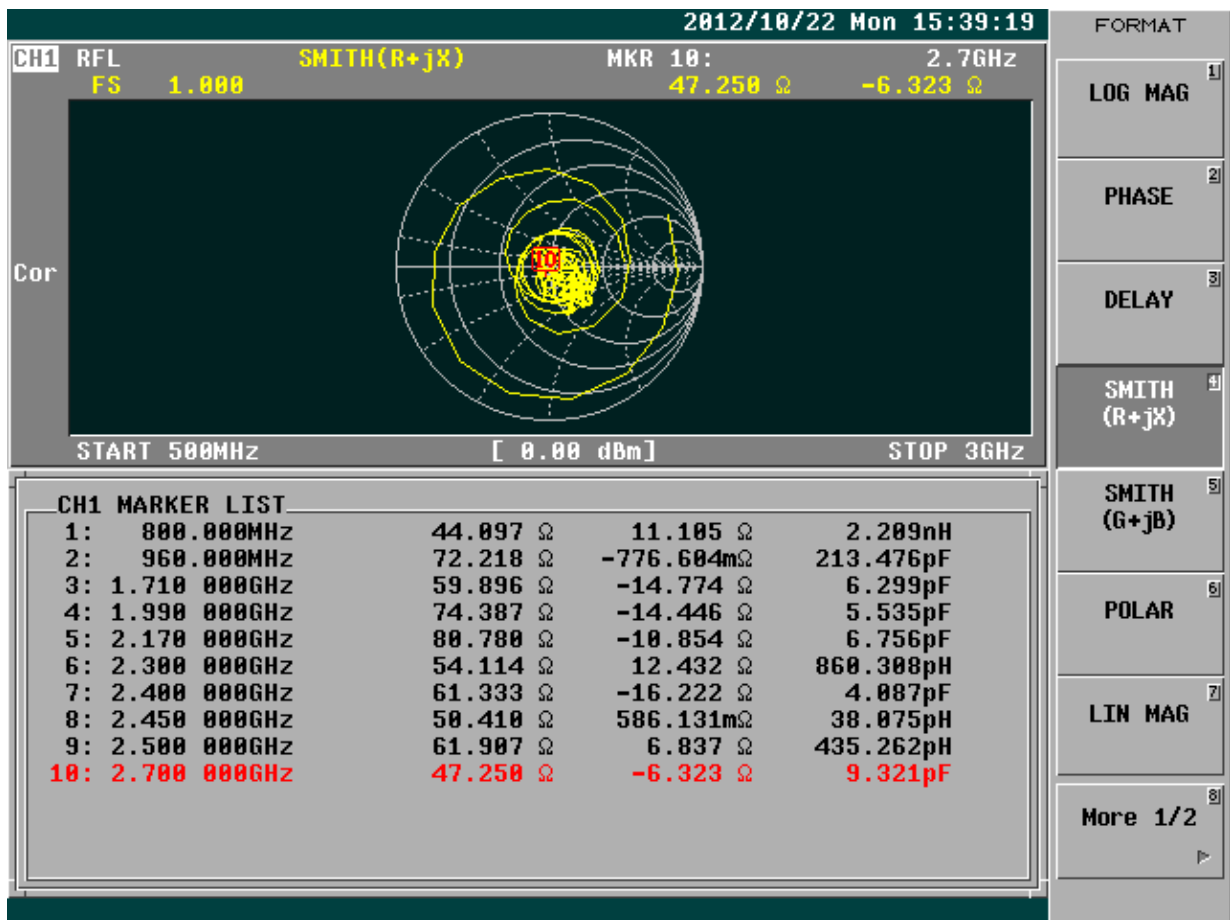 2012/10/22 Mon 15:39:19
CH1 RFL SMITH(R+jX) MKR 10: 2.7GHz
FS 1.000 47.250 Ω -6.323 Ω
10
Cor
START 500MHz [ 0.00 dBm] STOP 3GHz
CH1 MARKER LIST
1: 800.000MHz 44.097 Ω 11.105 Ω 2.209nH
2: 960.000MHz 72.218 Ω -776.604mΩ 213.476pF
3: 1.710 000GHz 59.896 Ω -14.774 Ω 6.299pF
4: 1.990 000GHz 74.387 Ω -14.446 Ω 5.535pF
5: 2.170 000GHz 80.780 Ω -10.854 Ω 6.756pF
6: 2.300 000GHz 54.114 Ω 12.432 Ω 860.308pH
7: 2.400 000GHz 61.333 Ω -16.222 Ω 4.087pF
8: 2.450 000GHz 50.410 Ω 586.131mΩ 38.075pH
9: 2.500 000GHz 61.907 Ω 6.837 Ω 435.262pH
10: 2.700 000GHz 47.250 Ω -6.323 Ω 9.321pF
FORMAT
1
LOG MAG
2
PHASE
3
DELAY
4
SMITH
(R+jX)
5
SMITH
(G+jB)
6
POLAR
7
LIN MAG
8
More 1/2